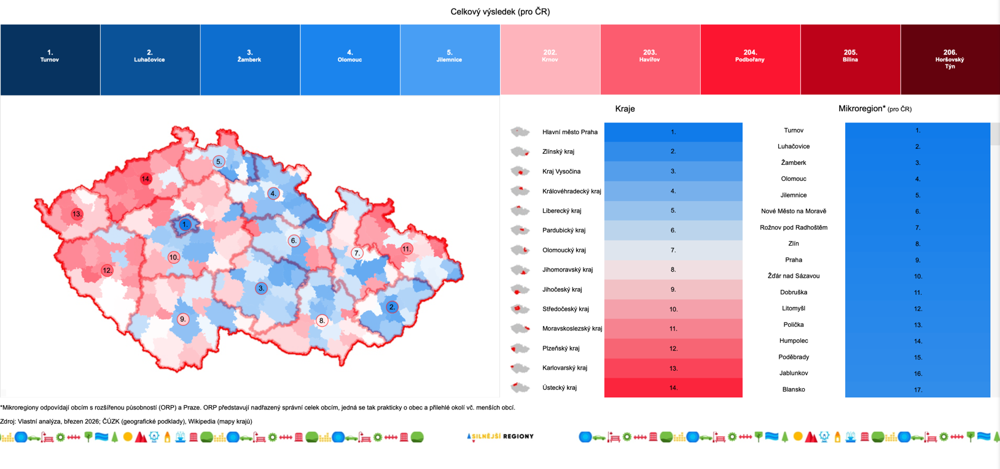 Celkový výsledek (pro ČR)
1.
Turnov
2.
Luhačovice
3.
Žamberk
4.
Olomouc
5.
Jilemnice
202.
Krnov
203.
Havířov
204.
Podbořany
205.
Bílina
206.
Horšovský
Týn
5.
14.
4.
13.
1.
6.
11.
7.
10.
12.
3.
2.
9.
8.
Kraje
Hlavní město Praha 1.
Zlínský kraj 2.
Kraj Vysočina 3.
Královéhradecký kraj 4.
Liberecký kraj 5.
Pardubický kraj 6.
Olomoucký kraj 7.
Jihomoravský kraj 8.
Jihočeský kraj 9.
Středočeský kraj 10.
Moravskoslezský kraj 11.
Plzeňský kraj 12.
Karlovarský kraj 13.
Ústecký kraj 14.
Mikroregion* (pro ČR)
Turnov 1.
Luhačovice 2.
Žamberk 3.
Olomouc 4.
Jilemnice 5.
Nové Město na Moravě 6.
Rožnov pod Radhoštěm 7.
Zlín 8.
Praha 9.
Žďár nad Sázavou 10.
Dobruška 11.
Litomyšl 12.
Polička 13.
Humpolec 14.
Poděbrady 15.
Jablunkov 16.
Blansko 17.
*Mikroregiony odpovídají obcím s rozšířenou působností (ORP) a Praze. ORP představují nadřazený správní celek obcím, jedná se tak prakticky o obec a přilehlé okolí vč. menších obcí.
Zdroj: Vlastní analýza, březen 2026; ČÚZK (geografické podklady), Wikipedia (mapy krajů)
SILNĚJŠÍ REGIONY